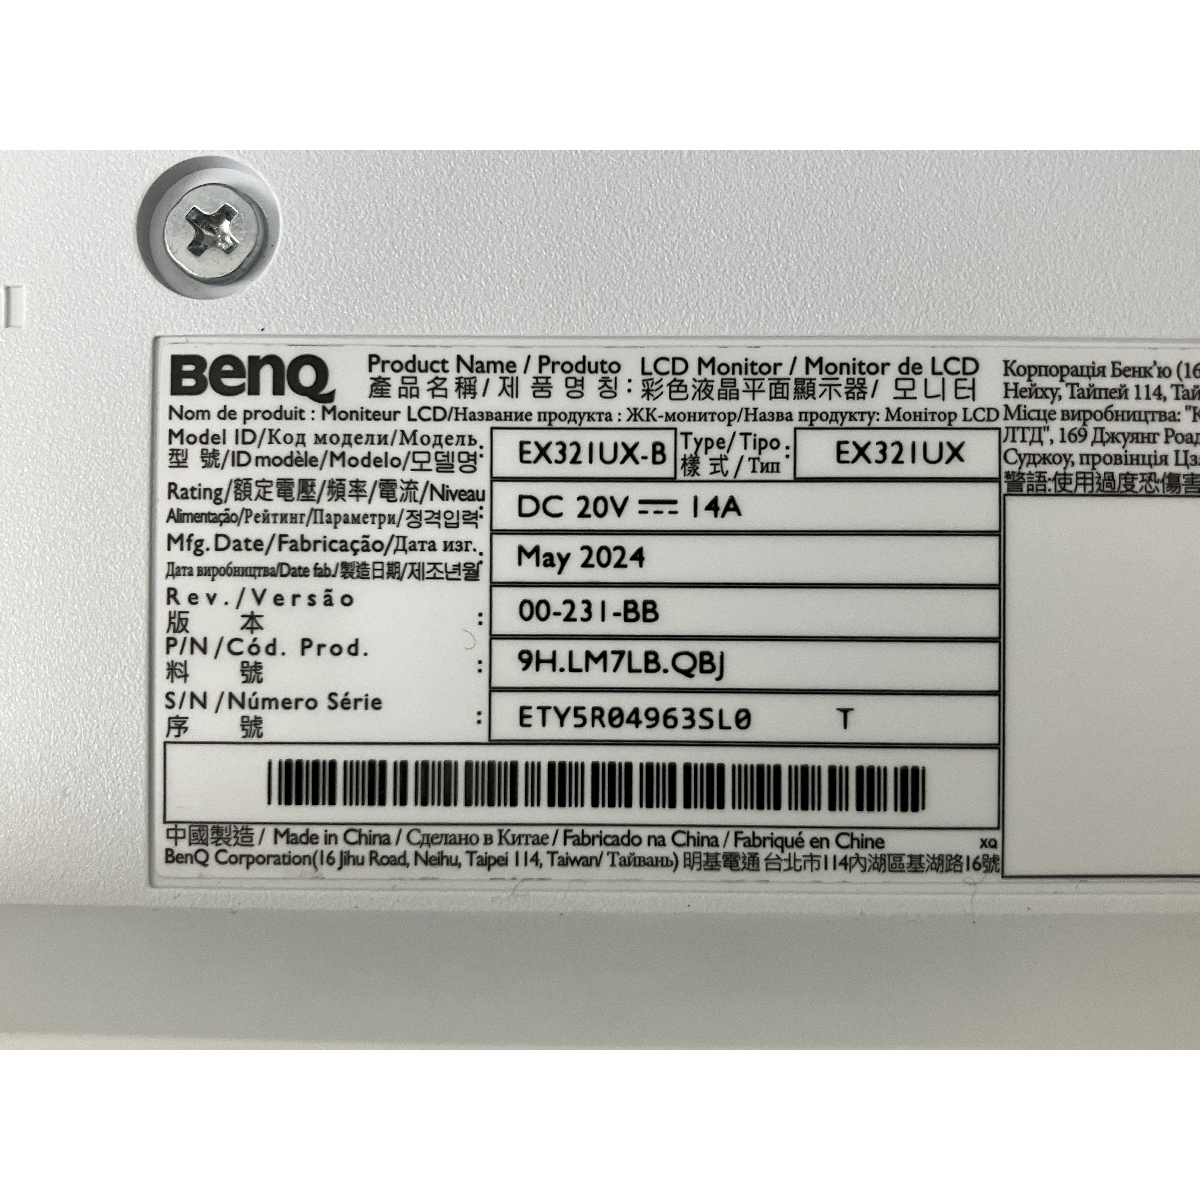 BenQ
Product Name / Produto LCD Monitor / Monitor de LCD
產品名稱/ 제 품 명 칭 : 彩色液晶平面顯示器/ 모니터
Nom de produit : Moniteur LCD/Название продукта : ЖК-монитор/Назва продукту: Монітор LCD
Model ID/Код модели/Модель
型 號/ID modèle/Modelo/모델명:
EX321UX-B
Type/Tipo
樣式/Тип :
EX321UX
Rating/額定電壓/頻率/電流/Niveau
Alimentação/Рейтинг/Параметри/정격입력:
DC 20V ⎓ 14A
Mfg. Date/Fabricação/Дата изг.
Дата виробництва/Date fab./製造日期/제조년월:
May 2024
Rev./Versão
版 本 :
00-231-BB
P/N/Cód. Prod.
料 號 :
9H.LM7LB.QBJ
S/N /Número Série
序 號 :
ETY5R04963SL0 T
中國製造/ Made in China / Сделано в Китае / Fabricado na China / Fabriqué en Chine XQ
BenQ Corporation(16 Jihu Road, Neihu, Taipei 114, Taiwan/ Тайвань) 明基電通 台北市114內湖區基湖路16號
Корпорація Бенк'ю (16
Нейху, Тайпей 114, Тай
Місце виробництва: "К
ЛТД", 169 Джуянг Роад
Суджоу, провінція Цз
警語:使用過度恐傷害